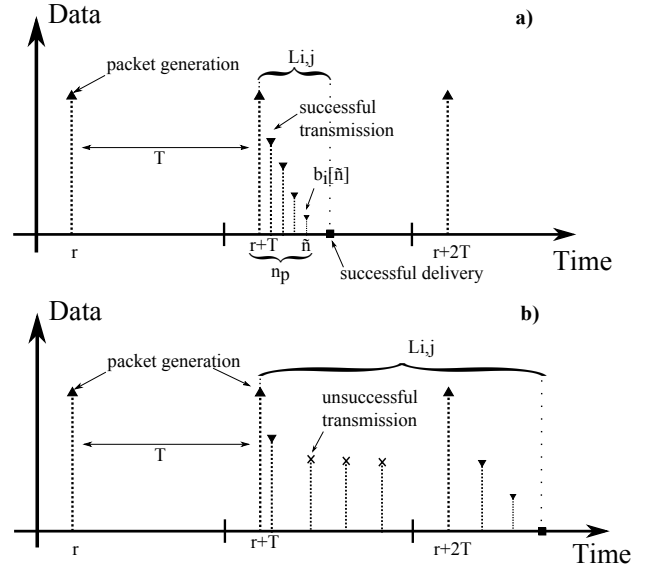 Data
a)
packet generation
Li,j
successful
transmission
T
bi[ñ]
r
r+T
ñ
r+2T
np
successful delivery
Time
Data
b)
Li,j
packet generation
unsuccessful
transmission
T
r
r+T
r+2T
Time